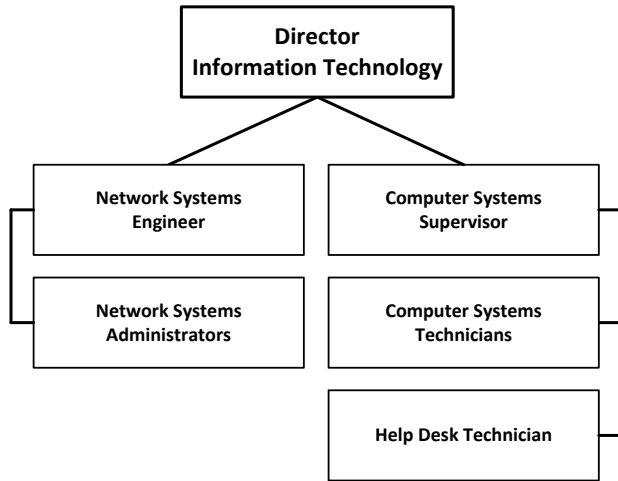 Director
Information Technology
Network Systems
Engineer
Computer Systems
Supervisor
Network Systems
Administrators
Computer Systems
Technicians
Help Desk Technician